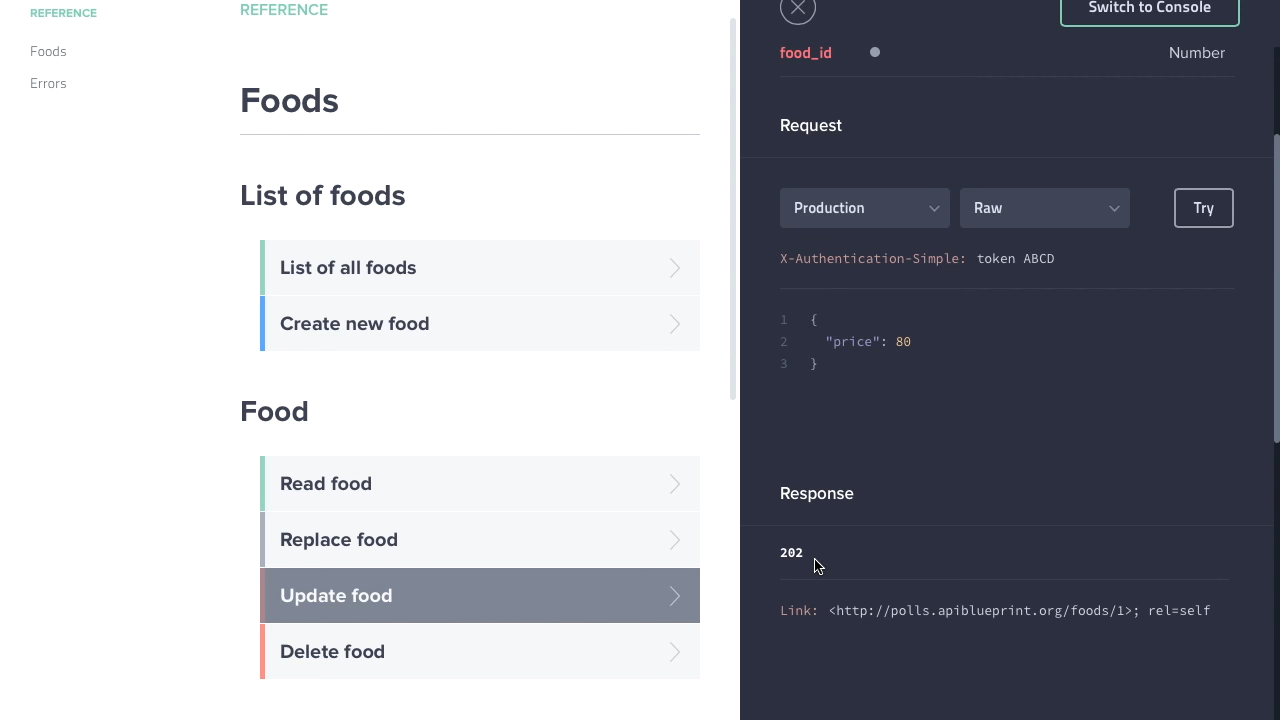 REFERENCE
Foods
Errors
REFERENCE
Foods
List of foods
List of all foods
Create new food
Food
Read food
Replace food
Update food
Delete food
Switch to Console
food_id Number
Request
Production Raw Try
X-Authentication-Simple: token ABCD
1 {
2 "price": 80
3 }
Response
202
Link: <http://polls.apiblueprint.org/foods/1>; rel=self